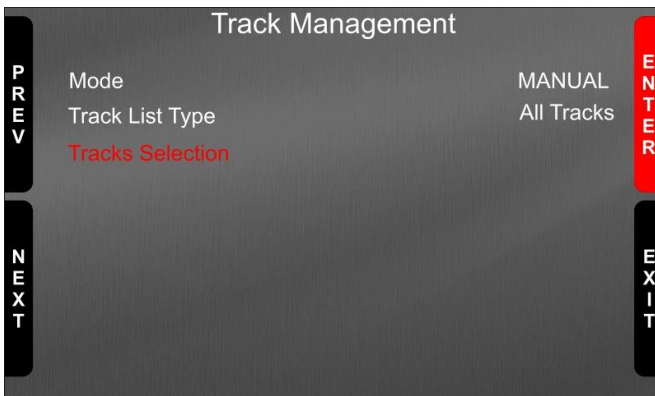 Track Management
PREV
ENTER
Mode MANUAL
Track List Type All Tracks
Tracks Selection
NEXT
EXIT